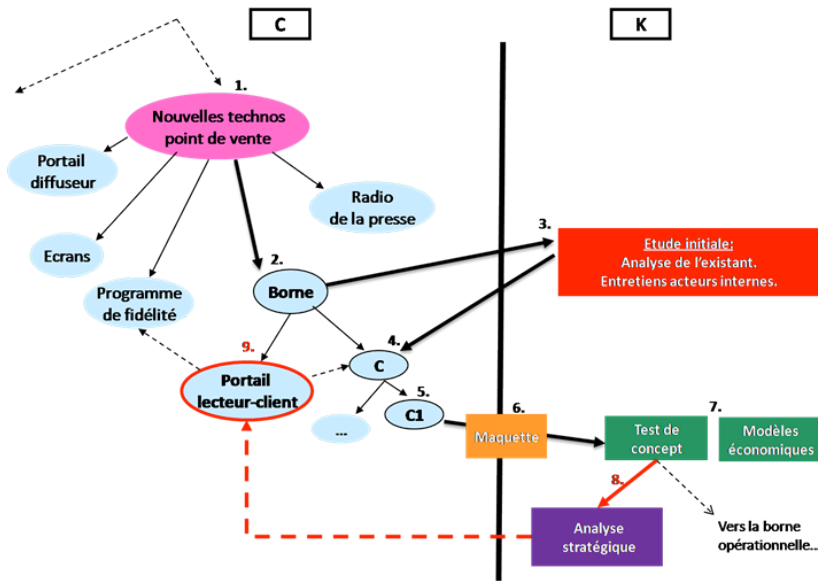 C
K
1.
Nouvelles technos
point de vente
Portail
diffuseur
Radio
de la presse
Ecrans
Programme
de fidélité
2.
Borne
3.
Etude initiale:
Analyse de l'existant.
Entretiens acteurs internes.
9.
Portail
lecteur-client
4.
C
5.
C1
...
6.
Maquette
Test de
concept
7.
Modèles
économiques
8.
Analyse
stratégique
Vers la borne
opérationnelle...